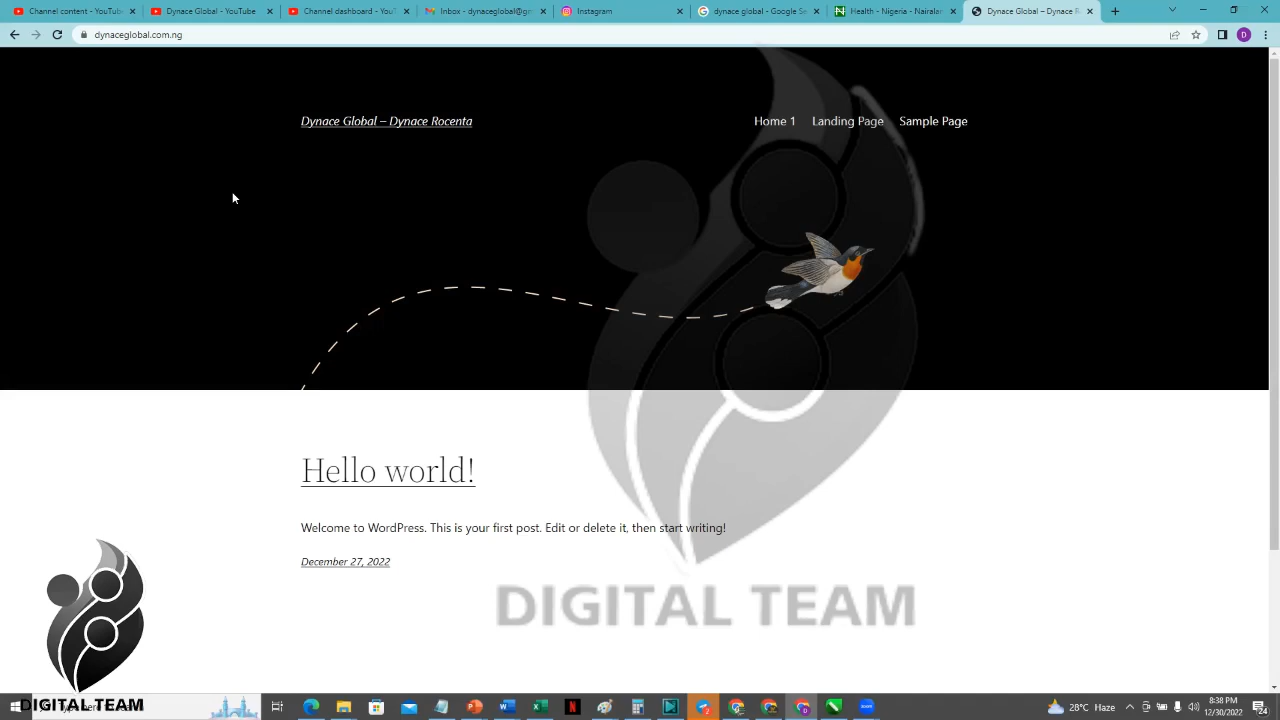 Channel content - YouTub
Dynace Global - YouTube
Channel dashboard - YouT
Inbox - dynaceglobal@gm
Instagram
dynace global - Google Se
Health - Nigeria - Nairalan
Dynace Global – Dynace R
dynaceglobal.com.ng
D
Dynace Global – Dynace Rocenta
Home 1
Landing Page
Sample Page
Hello world!
Welcome to WordPress. This is your first post. Edit or delete it, then start writing!
December 27, 2022
DIGITAL TEAM
DIGITAL TEAM
28°C Haze
8:38 PM
12/30/2022
24